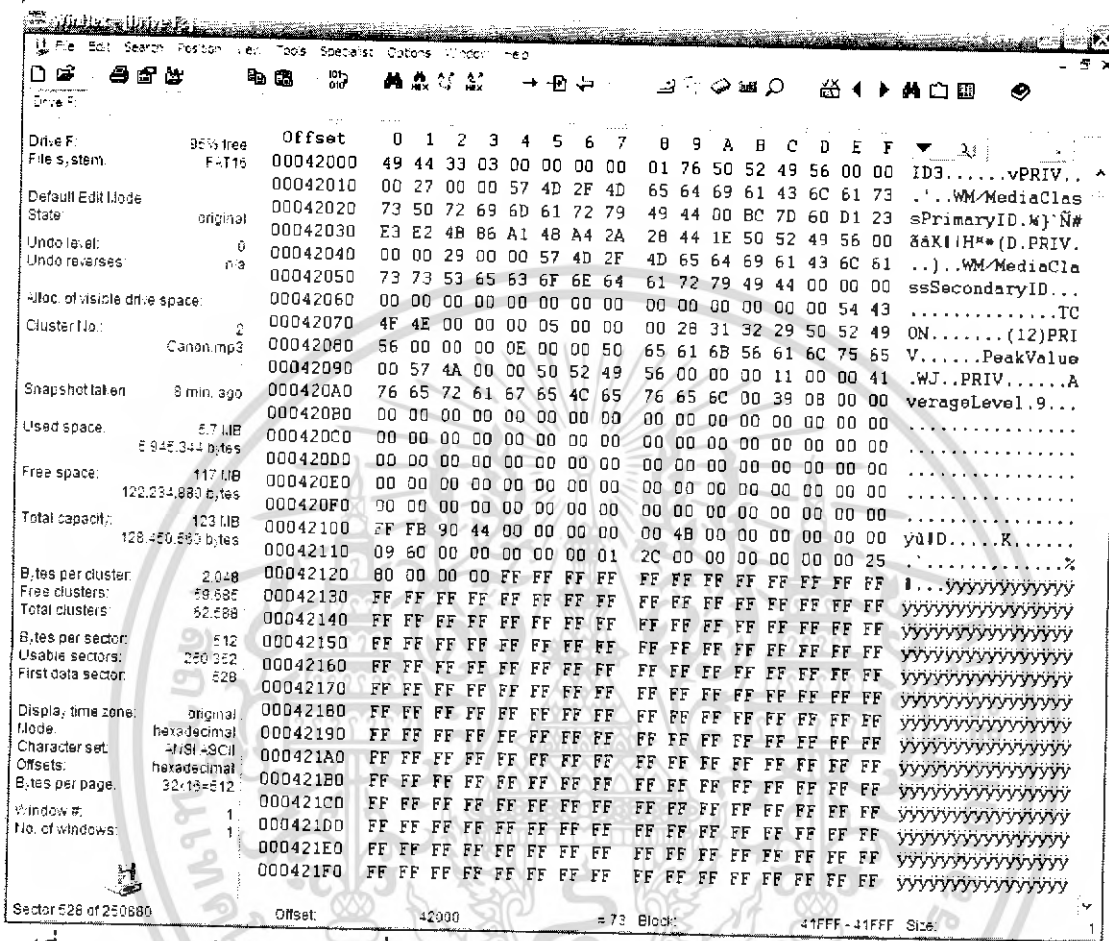 File Edit Search Position View Tools Specialist Options Window Help
Drive F:
Drive F: 95% free
File system: FAT16
Default Edit Mode
State: original
Undo level: 0
Undo reverses: n/a
Alloc. of visible drive space:
Cluster No.: 2
Canon.mp3
Snapshot taken 8 min. ago
Used space: 5.7 MB
bytes
Free space: 117 MB
122,234,880 bytes
Total capacity: 123 MB
bytes
Bytes per cluster: 2,048
Free clusters: 59,685
Total clusters: 62,588
Bytes per sector: 512
Usable sectors: 250,352
First data sector: 528
Display time zone: original
Mode: hexadecimal
Character set: ANSI ASCII
Offsets: hexadecimal
Bytes per page: 32x16=512
Window #: 1
No. of windows: 1
Offset 0 1 2 3 4 5 6 7 8 9 A B C D E F
00042000 49 44 33 03 00 00 00 00 01 76 50 52 49 56 00 00 ID3......vPRIV..
00042010 00 27 00 00 57 4D 2F 4D 65 64 69 61 43 6C 61 73 .'..WM/MediaClas
00042020 73 50 72 69 6D 61 72 79 49 44 00 BC 7D 60 D1 23 sPrimaryID.¼}`Ñ#
00042030 E3 E2 4B 86 A1 48 A4 2A 28 44 1E 50 52 49 56 00 ãâK¡H¤*(D.PRIV.
00042040 00 00 29 00 00 57 4D 2F 4D 65 64 69 61 43 6C 61 ..)..WM/MediaCla
00042050 73 73 53 65 63 6F 6E 64 61 72 79 49 44 00 00 00 ssSecondaryID...
00042060 00 00 00 00 00 00 00 00 00 00 00 00 00 00 54 43 ..............TC
00042070 4F 4E 00 00 00 05 00 00 00 28 31 32 29 50 52 49 ON.......(12)PRI
00042080 56 00 00 00 0E 00 00 50 65 61 6B 56 61 6C 75 65 V......PeakValue
00042090 00 57 4A 00 00 50 52 49 56 00 00 00 11 00 00 41 .WJ..PRIV......A
000420A0 76 65 72 61 67 65 4C 65 76 65 6C 00 39 08 00 00 verageLevel.9...
000420B0 00 00 00 00 00 00 00 00 00 00 00 00 00 00 00 00 ................
000420C0 00 00 00 00 00 00 00 00 00 00 00 00 00 00 00 00 ................
000420D0 00 00 00 00 00 00 00 00 00 00 00 00 00 00 00 00 ................
000420E0 00 00 00 00 00 00 00 00 00 00 00 00 00 00 00 00 ................
000420F0 00 00 00 00 00 00 00 00 00 00 00 00 00 00 00 00 ................
00042100 FF FB 90 44 00 00 00 00 00 4B 00 00 00 00 00 00 ÿûD.....K......
00042110 09 60 00 00 00 00 00 01 2C 00 00 00 00 00 00 25 .`......,......%
00042120 80 00 00 00 FF FF FF FF FF FF FF FF FF FF FF FF ...ÿÿÿÿÿÿÿÿÿÿÿÿ
00042130 FF FF FF FF FF FF FF FF FF FF FF FF FF FF FF FF ÿÿÿÿÿÿÿÿÿÿÿÿÿÿÿÿ
00042140 FF FF FF FF FF FF FF FF FF FF FF FF FF FF FF FF ÿÿÿÿÿÿÿÿÿÿÿÿÿÿÿÿ
00042150 FF FF FF FF FF FF FF FF FF FF FF FF FF FF FF FF ÿÿÿÿÿÿÿÿÿÿÿÿÿÿÿÿ
00042160 FF FF FF FF FF FF FF FF FF FF FF FF FF FF FF FF ÿÿÿÿÿÿÿÿÿÿÿÿÿÿÿÿ
00042170 FF FF FF FF FF FF FF FF FF FF FF FF FF FF FF FF ÿÿÿÿÿÿÿÿÿÿÿÿÿÿÿÿ
00042180 FF FF FF FF FF FF FF FF FF FF FF FF FF FF FF FF ÿÿÿÿÿÿÿÿÿÿÿÿÿÿÿÿ
00042190 FF FF FF FF FF FF FF FF FF FF FF FF FF FF FF FF ÿÿÿÿÿÿÿÿÿÿÿÿÿÿÿÿ
000421A0 FF FF FF FF FF FF FF FF FF FF FF FF FF FF FF FF ÿÿÿÿÿÿÿÿÿÿÿÿÿÿÿÿ
000421B0 FF FF FF FF FF FF FF FF FF FF FF FF FF FF FF FF ÿÿÿÿÿÿÿÿÿÿÿÿÿÿÿÿ
000421C0 FF FF FF FF FF FF FF FF FF FF FF FF FF FF FF FF ÿÿÿÿÿÿÿÿÿÿÿÿÿÿÿÿ
000421D0 FF FF FF FF FF FF FF FF FF FF FF FF FF FF FF FF ÿÿÿÿÿÿÿÿÿÿÿÿÿÿÿÿ
000421E0 FF FF FF FF FF FF FF FF FF FF FF FF FF FF FF FF ÿÿÿÿÿÿÿÿÿÿÿÿÿÿÿÿ
000421F0 FF FF FF FF FF FF FF FF FF FF FF FF FF FF FF FF ÿÿÿÿÿÿÿÿÿÿÿÿÿÿÿÿ
Sector 528 of 250880 Offset: 42000 = 73 Block: 41FFF - 41FFF Size: 1